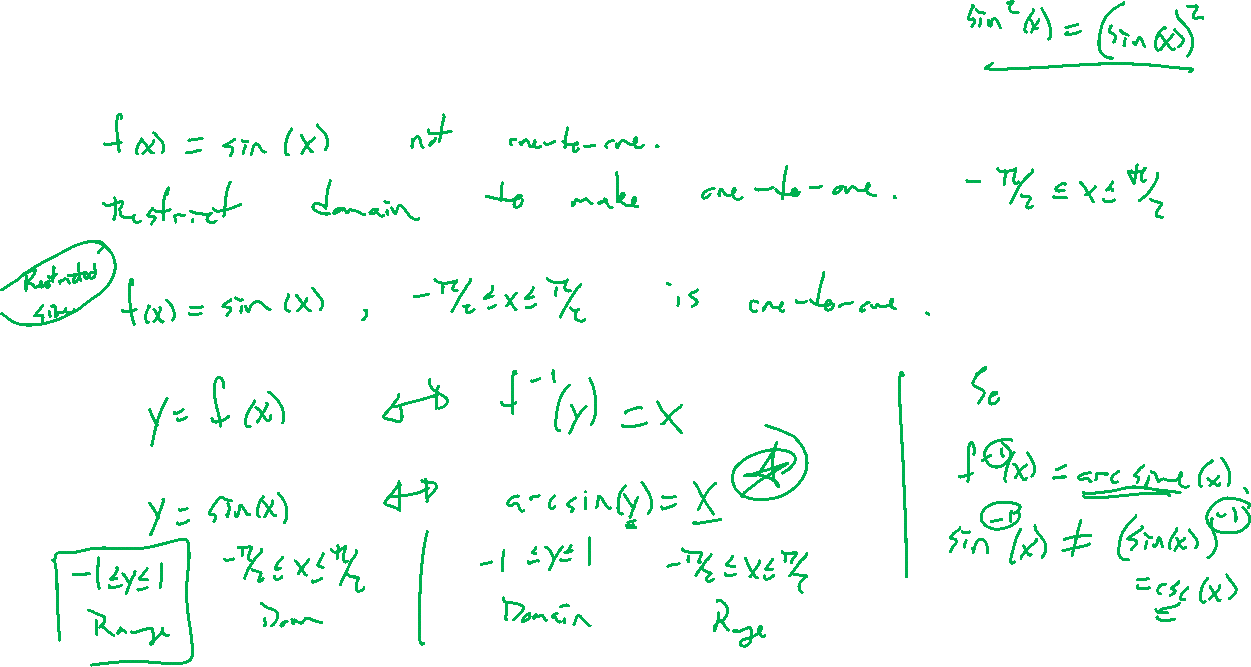 sin²(x) = (sin(x))²
f(x) = sin(x) not one-to-one.
Restrict domain to make one-to-one. -π/2 ≤ x ≤ π/2
Restricted sine
f(x) = sin(x), -π/2 ≤ x ≤ π/2 is one-to-one.
y = f(x) ↔ f⁻¹(y) = x
y = sin(x) ↔ arcsin(y) = x ☆
-1 ≤ y ≤ 1 -π/2 ≤ x ≤ π/2 -1 ≤ y ≤ 1 -π/2 ≤ x ≤ π/2
Range Dom Domain Range
So
f⁻¹(x) = arcsine(x).
sin⁻¹(x) ≠ (sin(x))⁻¹
= csc(x)